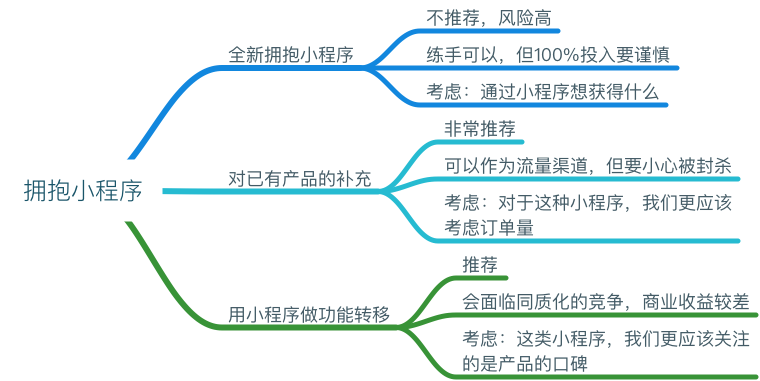 拥抱小程序
全新拥抱小程序
不推荐，风险高
练手可以，但100%投入要谨慎
考虑：通过小程序想获得什么
对已有产品的补充
非常推荐
可以作为流量渠道，但要小心被封杀
考虑：对于这种小程序，我们更应该
考虑订单量
用小程序做功能转移
推荐
会面临同质化的竞争，商业收益较差
考虑：这类小程序，我们更应该关注
的是产品的口碑